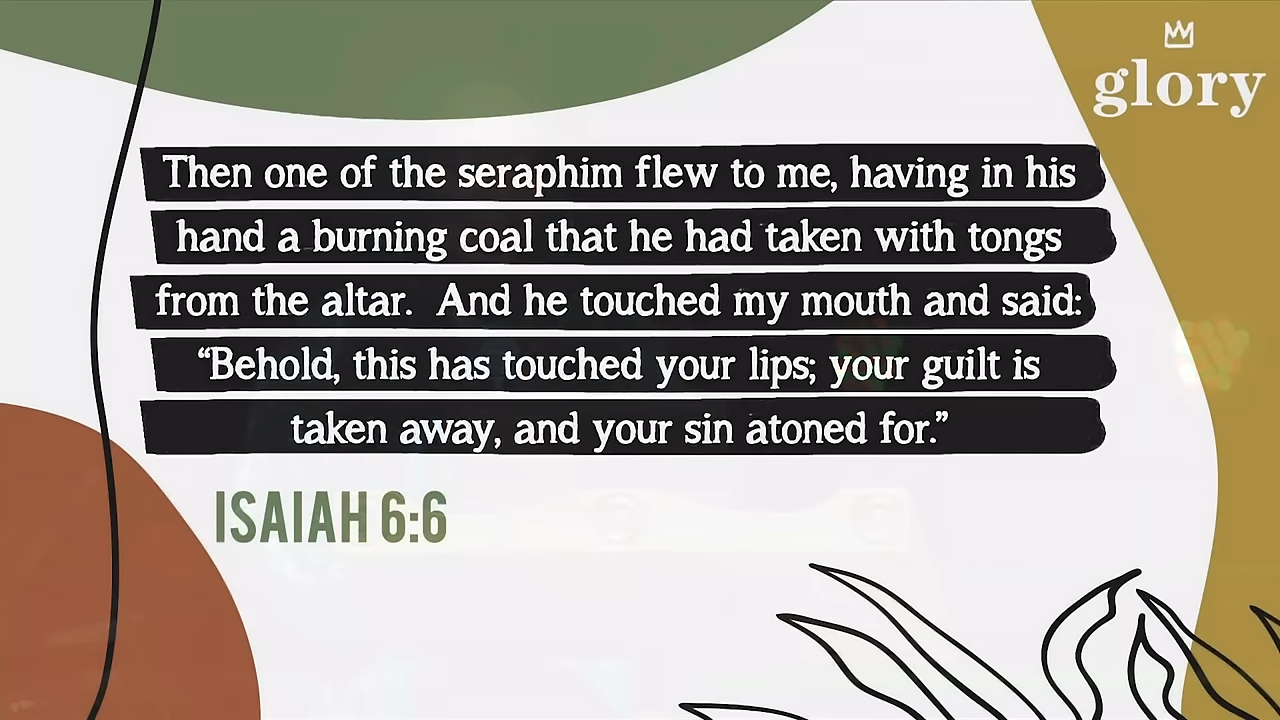 glory
Then one of the seraphim flew to me, having in his
hand a burning coal that he had taken with tongs
from the altar.  And he touched my mouth and said:
“Behold, this has touched your lips; your guilt is
taken away, and your sin atoned for.”
ISAIAH 6:6